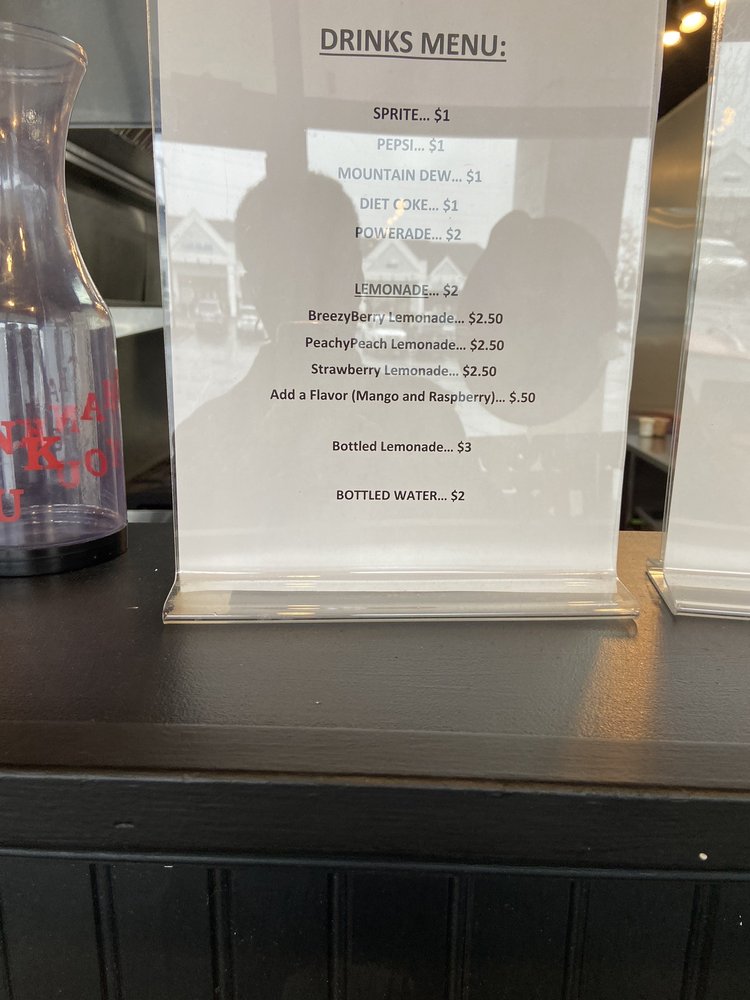 DRINKS MENU:
SPRITE... $1
PEPSI... $1
MOUNTAIN DEW... $1
DIET COKE... $1
POWERADE... $2
LEMONADE... $2
BreezyBerry Lemonade... $2.50
PeachyPeach Lemonade... $2.50
Strawberry Lemonade... $2.50
Add a Flavor (Mango and Raspberry)... $.50
Bottled Lemonade... $3
BOTTLED WATER... $2